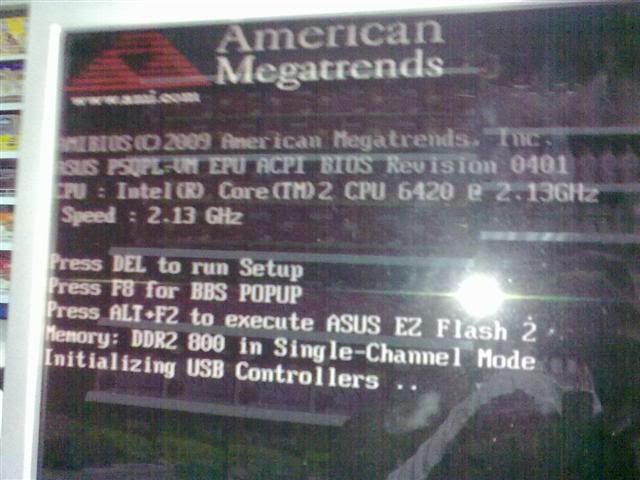 American
Megatrends
www.ami.com
AMIBIOS(C)2009 American Megatrends, Inc.
ASUS P5QPL-VM EPU ACPI BIOS Revision 0401
CPU : Intel(R) Core(TM)2 CPU 6420 @ 2.13GHz
Speed : 2.13 GHz
Press DEL to run Setup
Press F8 for BBS POPUP
Press ALT+F2 to execute ASUS EZ Flash 2
Memory: DDR2 800 in Single-Channel Mode
Initializing USB Controllers ..